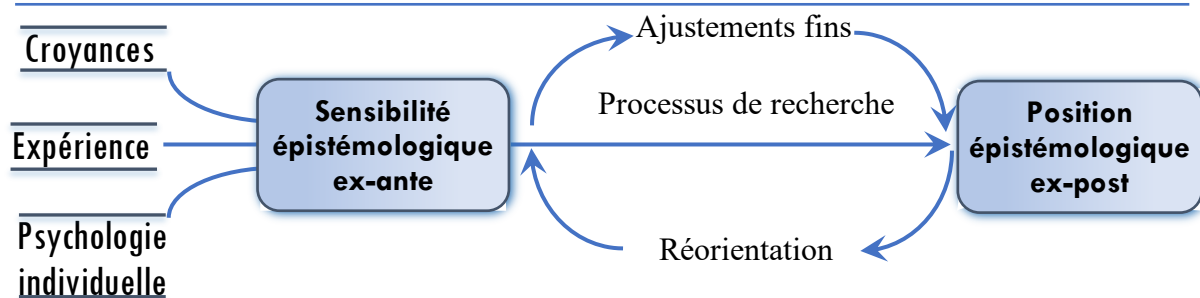 Croyances
Expérience
Psychologie
individuelle
Sensibilité
épistémologique
ex-ante
Ajustements fins
Processus de recherche
Réorientation
Position
épistémologique
ex-post